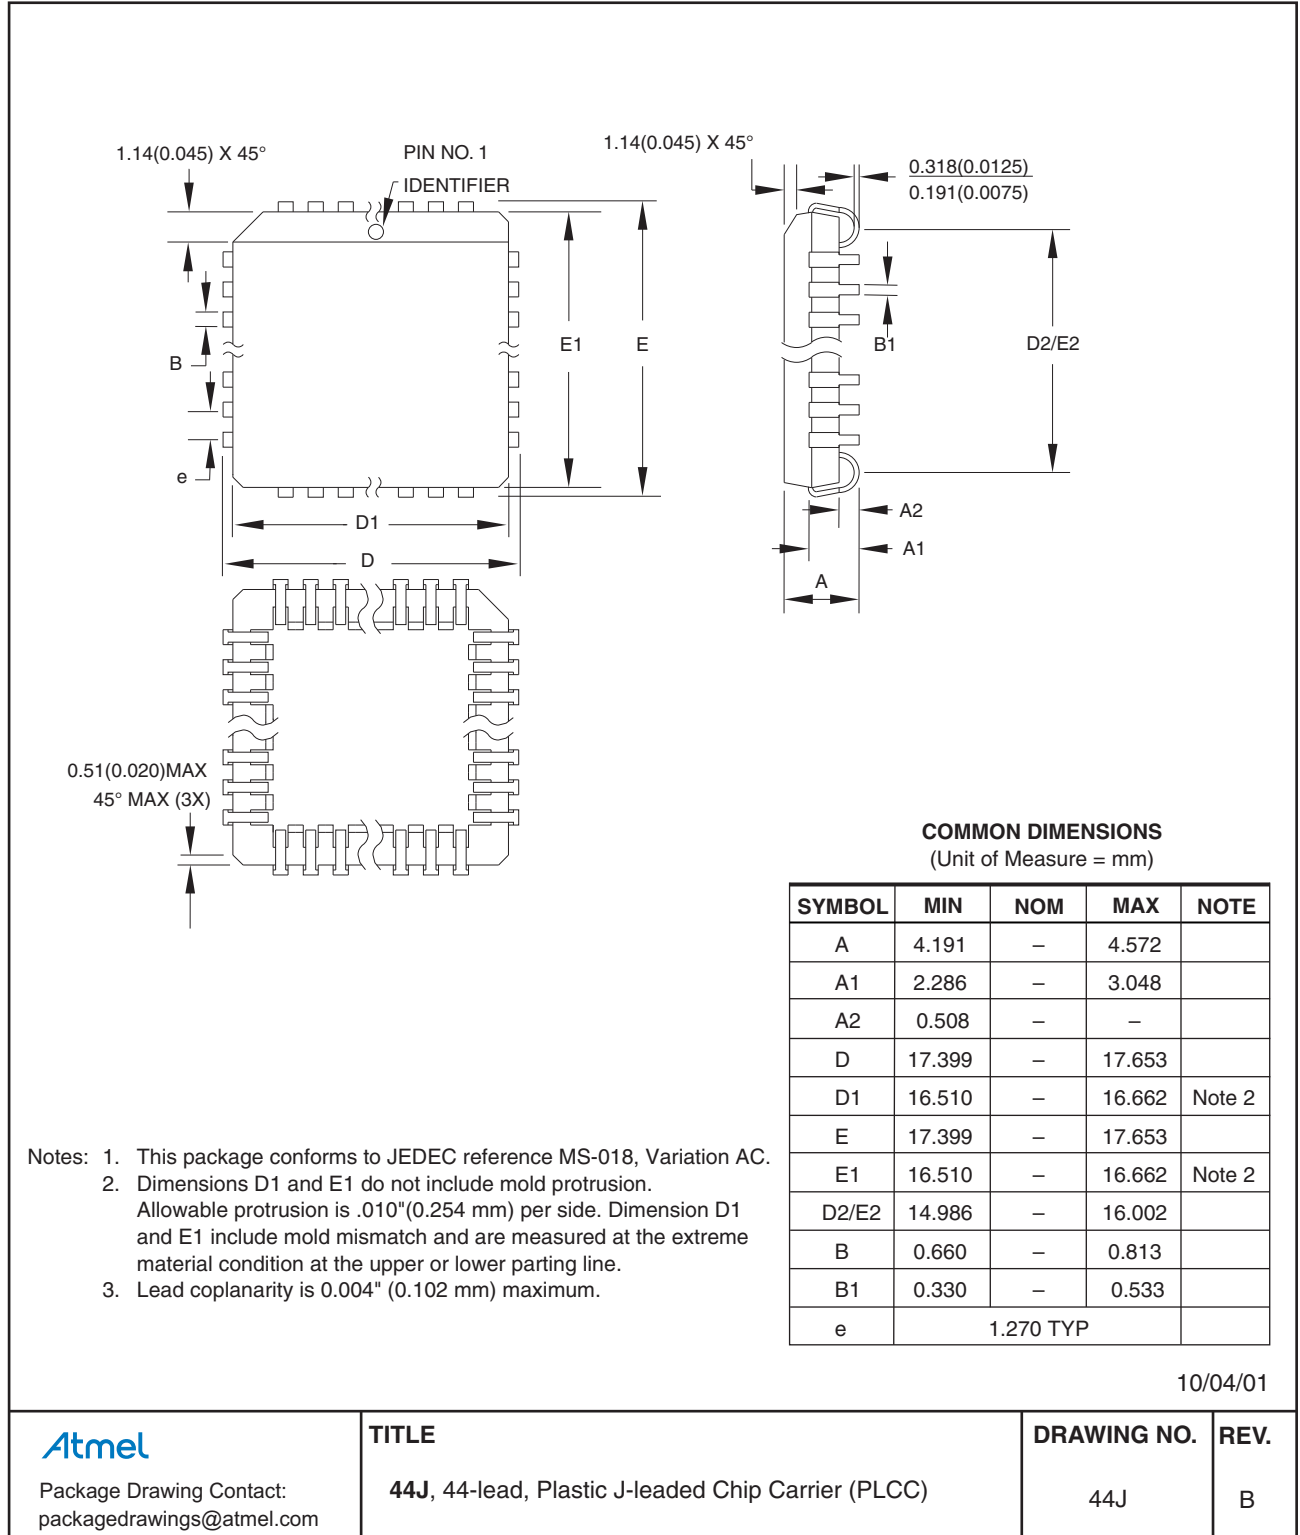 1.14(0.045) X 45°
PIN NO. 1
IDENTIFIER
1.14(0.045) X 45°
0.318(0.0125)
0.191(0.0075)
B
e
E1
E
B1
D2/E2
D1
D
A2
A1
A
0.51(0.020)MAX
45° MAX (3X)
COMMON DIMENSIONS
(Unit of Measure = mm)
SYMBOL MIN NOM MAX NOTE
A 4.191 – 4.572
A1 2.286 – 3.048
A2 0.508 – –
D 17.399 – 17.653
D1 16.510 – 16.662 Note 2
E 17.399 – 17.653
E1 16.510 – 16.662 Note 2
D2/E2 14.986 – 16.002
B 0.660 – 0.813
B1 0.330 – 0.533
e 1.270 TYP
Notes: 1. This package conforms to JEDEC reference MS-018, Variation AC.
2. Dimensions D1 and E1 do not include mold protrusion.
Allowable protrusion is .010"(0.254 mm) per side. Dimension D1
and E1 include mold mismatch and are measured at the extreme
material condition at the upper or lower parting line.
3. Lead coplanarity is 0.004" (0.102 mm) maximum.
10/04/01
Atmel
Package Drawing Contact:
packagedrawings@atmel.com
TITLE
44J, 44-lead, Plastic J-leaded Chip Carrier (PLCC)
DRAWING NO.
44J
REV.
B